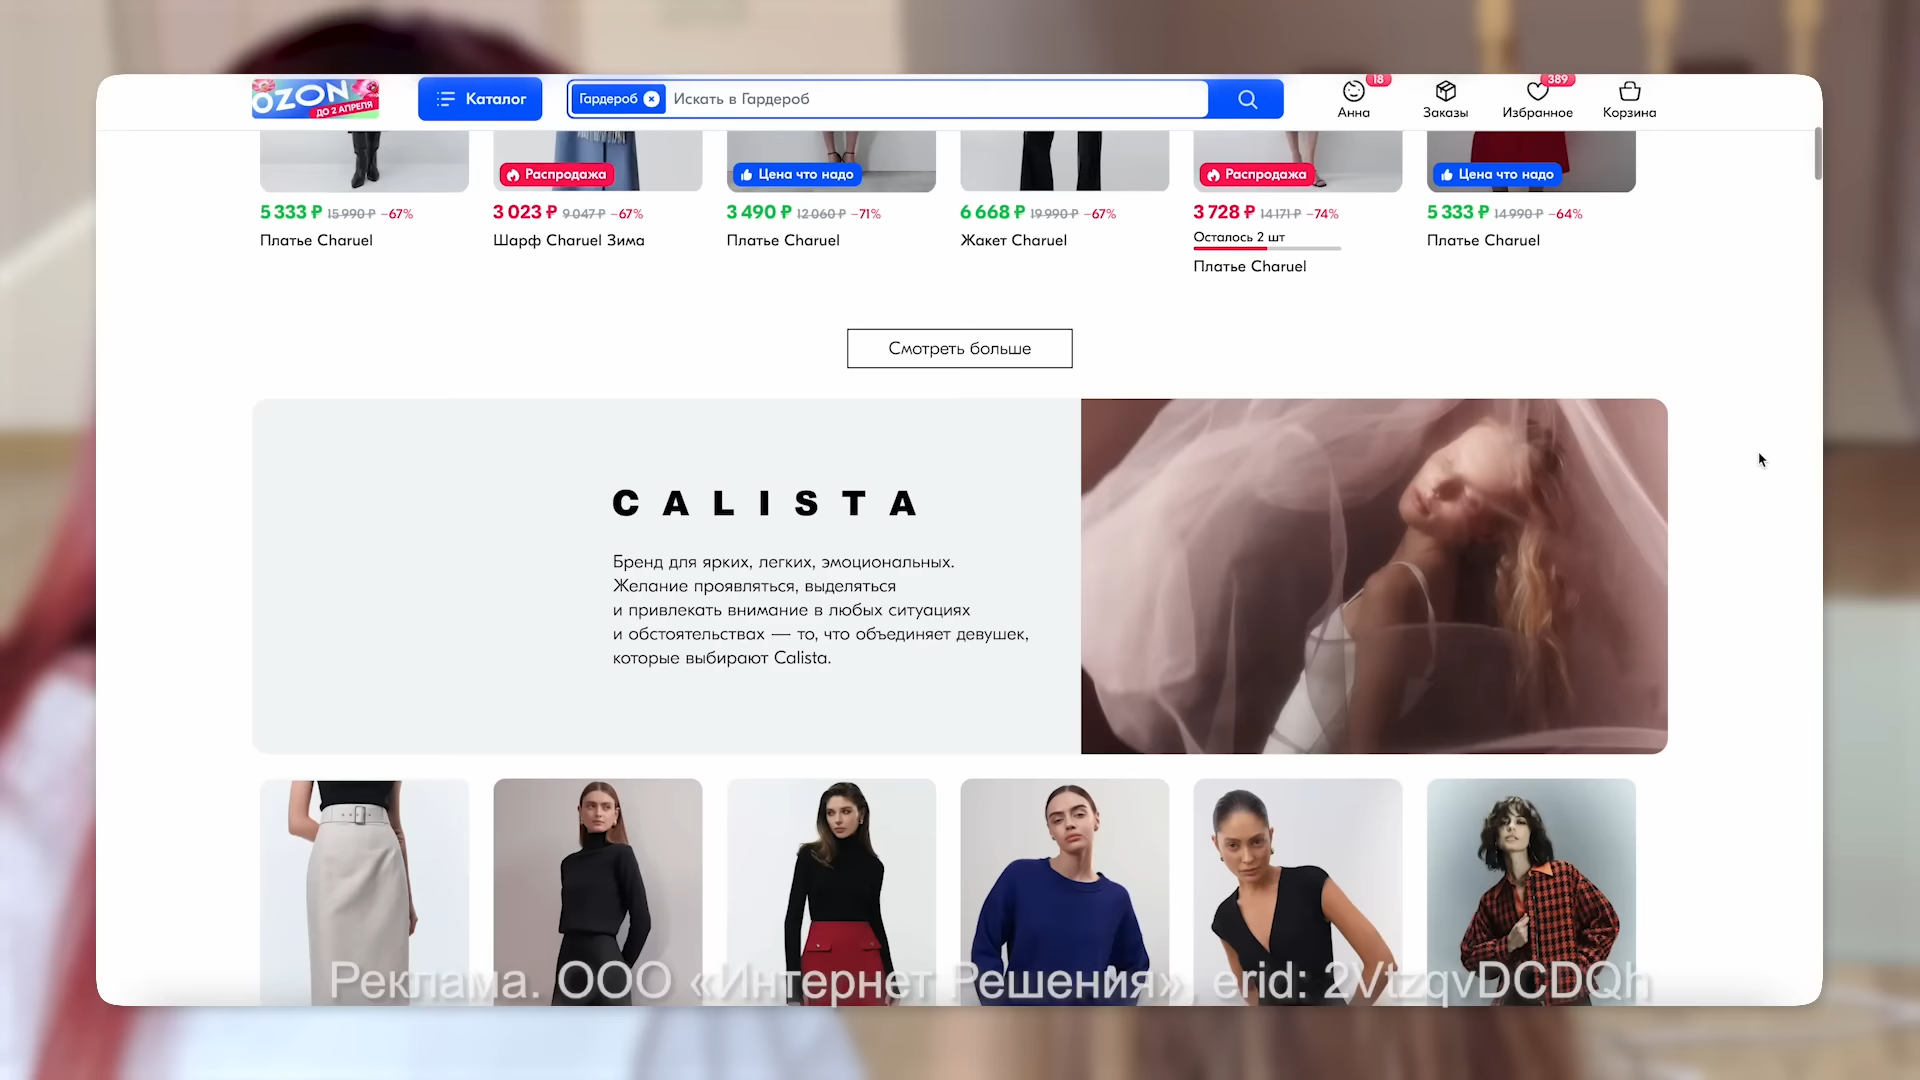 OZON
ДО 2 АПРЕЛЯ
Каталог
Гардероб
Искать в Гардероб
18
Анна
Заказы
389
Избранное
Корзина
Распродажа
Цена что надо
Распродажа
Цена что надо
5 333 ₽ 15 990 ₽ −67%
Платье Charuel
3 023 ₽ 9 047 ₽ −67%
Шарф Charuel Зима
3 490 ₽ 12 060 ₽ −71%
Платье Charuel
6 668 ₽ 19 990 ₽ −67%
Жакет Charuel
3 728 ₽ 14 171 ₽ −74%
Осталось 2 шт
Платье Charuel
5 333 ₽ 14 990 ₽ −64%
Платье Charuel
Смотреть больше
CALISTA
Бренд для ярких, легких, эмоциональных.
Желание проявляться, выделяться
и привлекать внимание в любых ситуациях
и обстоятельствах — то, что объединяет девушек,
которые выбирают Calista.
Реклама. ООО «Интернет Решения», erid: 2VtzqvDCDQh